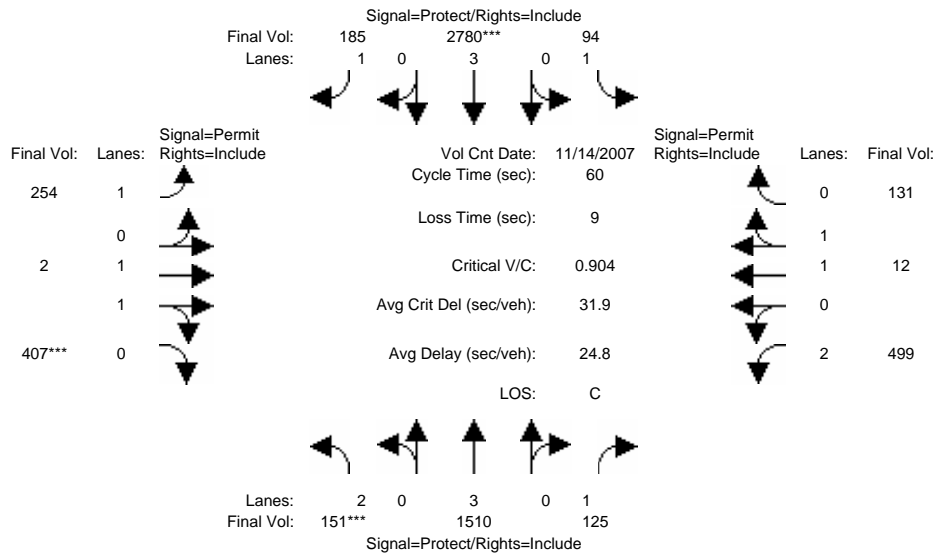 Signal=Protect/Rights=Include
Final Vol: 185 2780*** 94
Lanes: 1 0 3 0 1
Signal=Permit Signal=Permit
Final Vol: Lanes: Rights=Include Vol Cnt Date: 11/14/2007 Rights=Include Lanes: Final Vol:
Cycle Time (sec): 60
254 1 0 131
Loss Time (sec): 9
0 1
2 1 Critical V/C: 0.904 1 12
1 Avg Crit Del (sec/veh): 31.9 0
407*** 0 Avg Delay (sec/veh): 24.8 2 499
LOS: C
Lanes: 2 0 3 0 1
Final Vol: 151*** 1510 125
Signal=Protect/Rights=Include